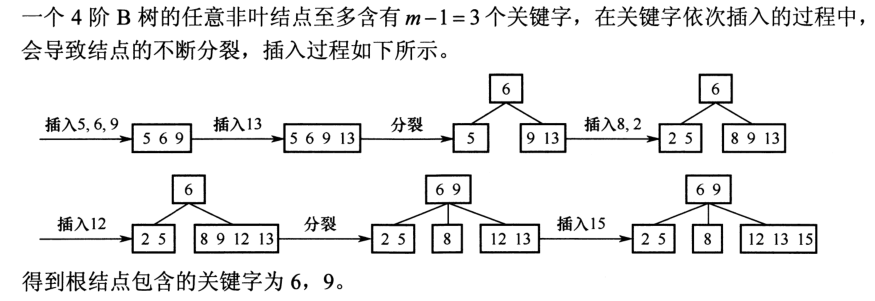 一个 4 阶 B 树的任意非叶结点至多含有 m−1=3 个关键字，在关键字依次插入的过程中，
会导致结点的不断分裂，插入过程如下所示。
6 6
插入5, 6, 9 5 6 9 插入13 5 6 9 13 分裂 5 9 13 插入8, 2 2 5 8 9 13
6 6 9 6 9
插入12 2 5 8 9 12 13 分裂 2 5 8 12 13 插入15 2 5 8 12 13 15
得到根结点包含的关键字为 6，9。